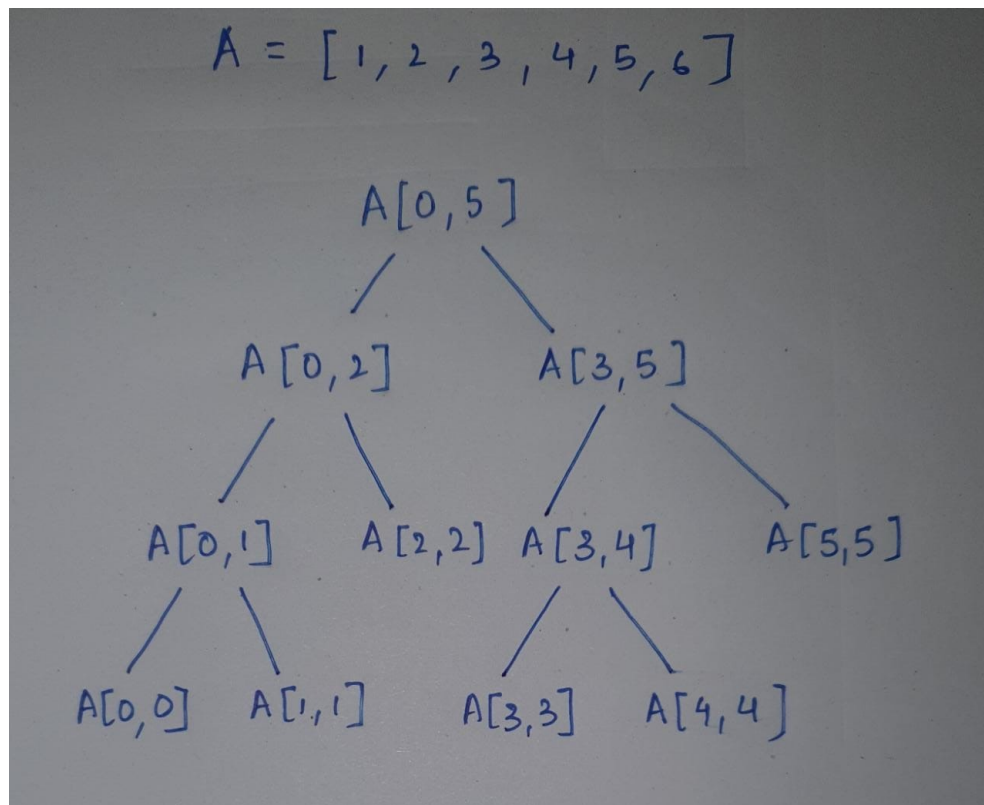 A = [1, 2, 3, 4, 5, 6]
A[0, 5]
A[0, 2] A[3, 5]
A[0, 1] A[2, 2] A[3, 4] A[5, 5]
A[0, 0] A[1, 1] A[3, 3] A[4, 4]